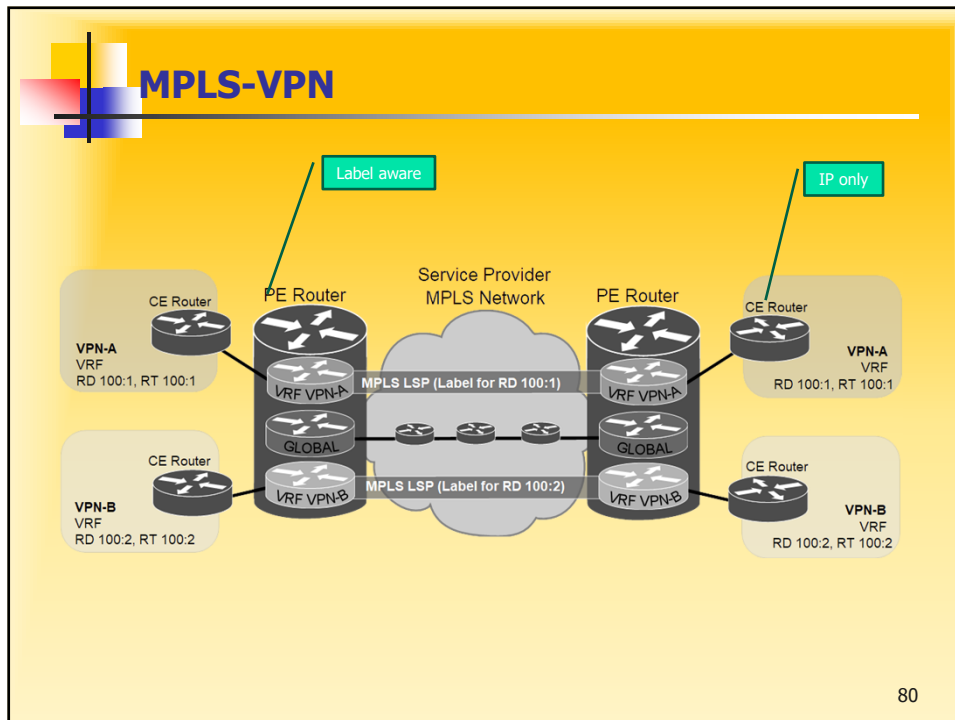 MPLS-VPN
Label aware
IP only
Service Provider
MPLS Network
PE Router
PE Router
CE Router
CE Router
VPN-A
VRF
RD 100:1, RT 100:1
VRF VPN-A
MPLS LSP (Label for RD 100:1)
VRF VPN-A
VPN-A
VRF
RD 100:1, RT 100:1
GLOBAL
GLOBAL
CE Router
CE Router
VPN-B
VRF
RD 100:2, RT 100:2
VRF VPN-B
MPLS LSP (Label for RD 100:2)
VRF VPN-B
VPN-B
VRF
RD 100:2, RT 100:2
80